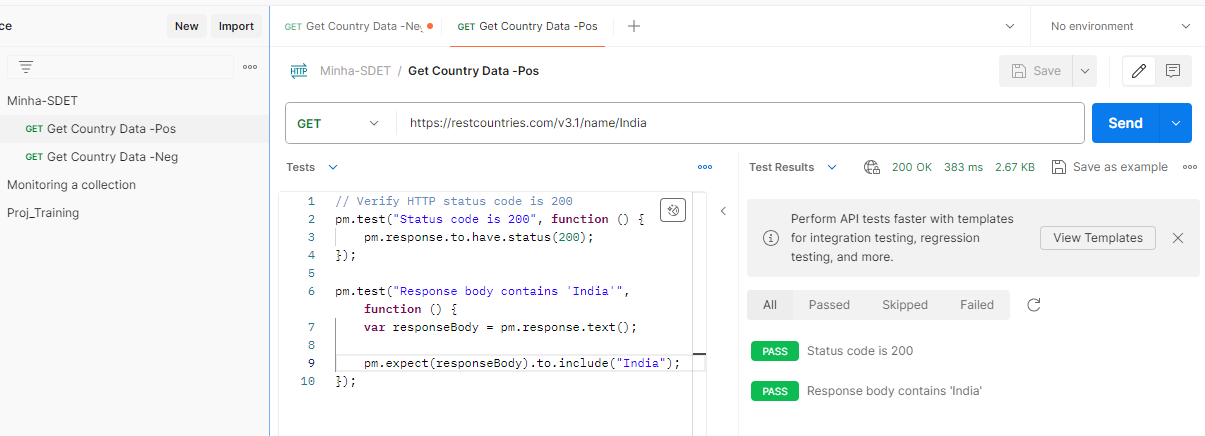 ce
New Import
Minha-SDET
GET Get Country Data -Pos
GET Get Country Data -Neg
Monitoring a collection
Proj_Training
GET Get Country Data -Ne
GET Get Country Data -Pos
No environment
HTTP Minha-SDET / Get Country Data -Pos
Save
GET https://restcountries.com/v3.1/name/India
Send
Tests
1 // Verify HTTP status code is 200
2 pm.test("Status code is 200", function () {
3 pm.response.to.have.status(200);
4 });
5
6 pm.test("Response body contains 'India'",
function () {
7 var responseBody = pm.response.text();
8
9 pm.expect(responseBody).to.include("India");
10 });
Test Results 200 OK 383 ms 2.67 KB Save as example
Perform API tests faster with templates
for integration testing, regression
testing, and more.
View Templates
All Passed Skipped Failed
PASS Status code is 200
PASS Response body contains 'India'